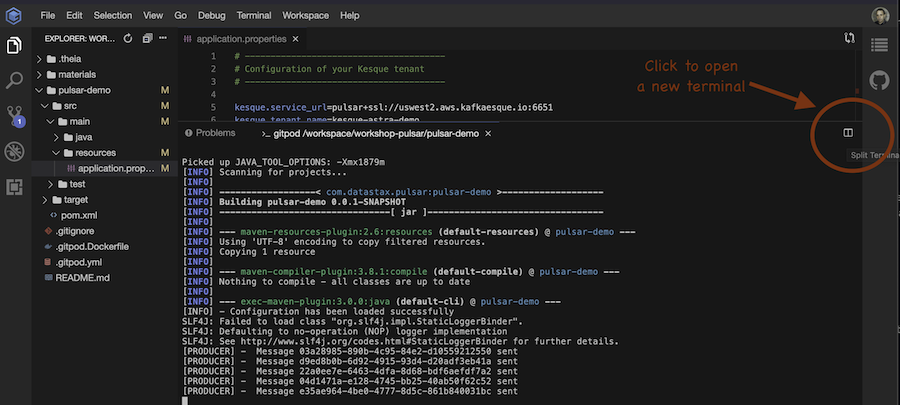 File Edit Selection View Go Debug Terminal Workspace Help
EXPLORER: WOR...
.theia
materials M
pulsar-demo M
src M
main M
java M
resources M
application.prop... M
test M
target
pom.xml
.gitignore
.gitpod.Dockerfile
.gitpod.yml
README.md
1
application.properties ×
1 # --------------------------------------
2 # Configuration of your Kesque tenant
3 # --------------------------------------
4
5 kesque.service_url=pulsar+ssl://uswest2.aws.kafkaesque.io:6651
6 kesque.tenant_name=kesque-astra-demo
Click to open
a new terminal
Problems >_ gitpod /workspace/workshop-pulsar/pulsar-demo ×
Split Termina
Picked up JAVA_TOOL_OPTIONS: -Xmx1879m
[INFO] Scanning for projects...
[INFO]
[INFO] -------------------< com.datastax.pulsar:pulsar-demo >-------------------
[INFO] Building pulsar-demo 0.0.1-SNAPSHOT
[INFO] --------------------------------[ jar ]---------------------------------
[INFO]
[INFO] --- maven-resources-plugin:2.6:resources (default-resources) @ pulsar-demo ---
[INFO] Using 'UTF-8' encoding to copy filtered resources.
[INFO] Copying 1 resource
[INFO]
[INFO] --- maven-compiler-plugin:3.8.1:compile (default-compile) @ pulsar-demo ---
[INFO] Nothing to compile - all classes are up to date
[INFO]
[INFO] --- exec-maven-plugin:3.0.0:java (default-cli) @ pulsar-demo ---
[INFO] - Configuration has been loaded successfully
SLF4J: Failed to load class "org.slf4j.impl.StaticLoggerBinder".
SLF4J: Defaulting to no-operation (NOP) logger implementation
SLF4J: See http://www.slf4j.org/codes.html#StaticLoggerBinder for further details.
[PRODUCER] - Message 03a28985-890b-4c95-84e2-d10559212550 sent
[PRODUCER] - Message d9ed8b0b-6d92-4915-93d4-d20adf3eb41a sent
[PRODUCER] - Message 22a0ee7e-6463-4dfa-8d68-bdf6aefdf7a2 sent
[PRODUCER] - Message 04d1471a-e128-4745-bb25-40ab50f62c52 sent
[PRODUCER] - Message e35ae964-4be0-4777-8d5c-861b840031bc sent